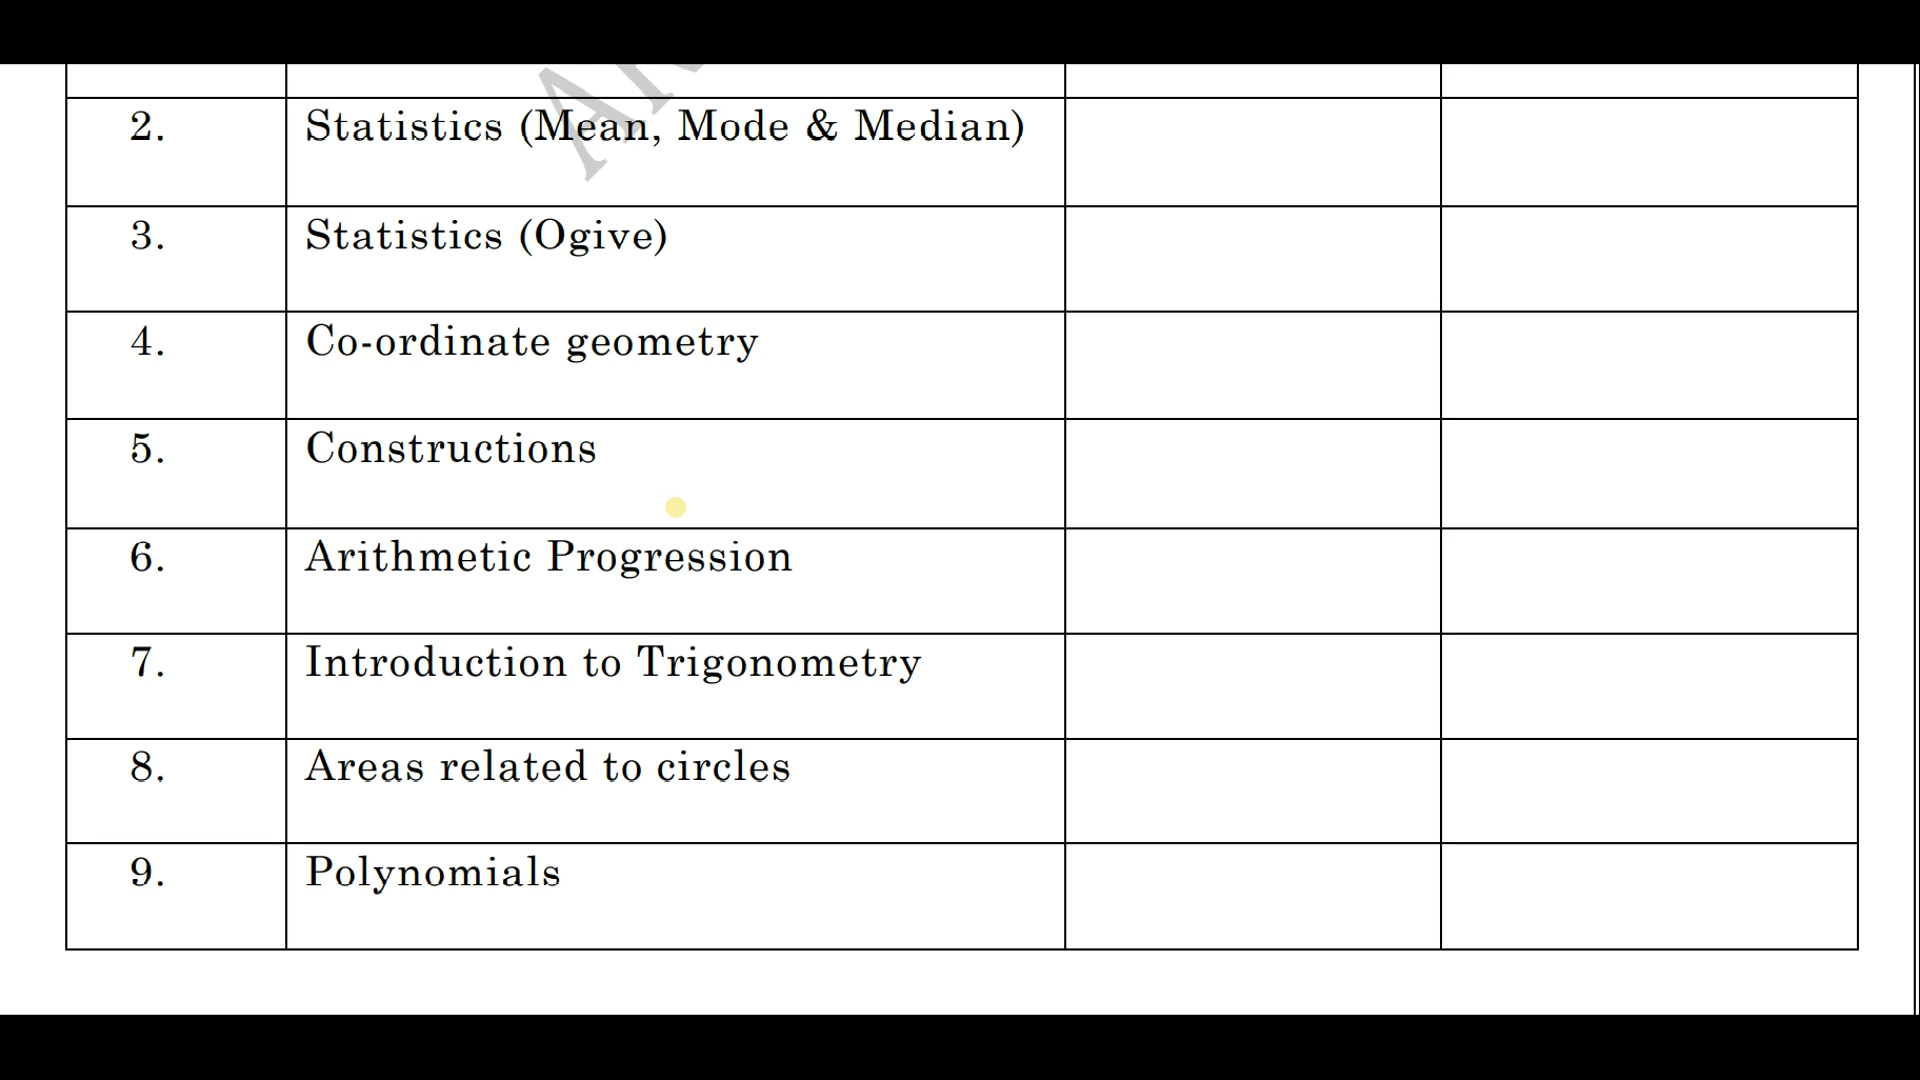 2. Statistics (Mean, Mode & Median)
3. Statistics (Ogive)
4. Co-ordinate geometry
5. Constructions
6. Arithmetic Progression
7. Introduction to Trigonometry
8. Areas related to circles
9. Polynomials